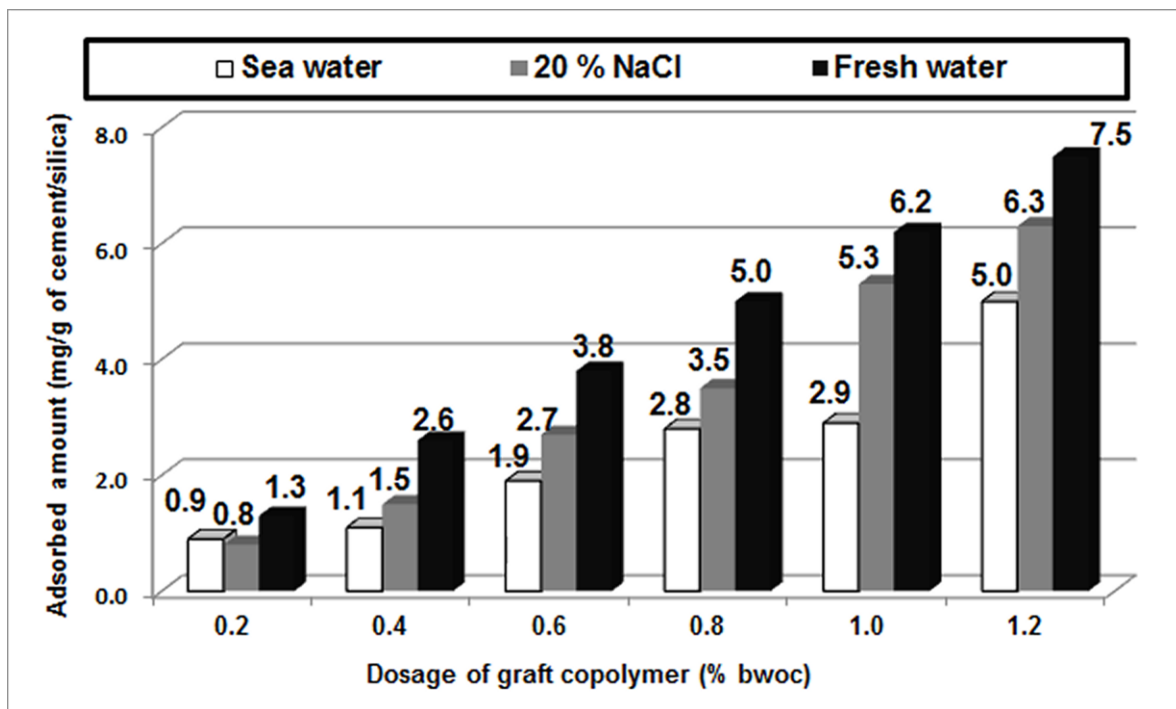 Sea water 20 % NaCl Fresh water
Adsorbed amount (mg/g of cement/silica)
8.0
6.0
4.0
2.0
0.0
0.9 0.8 1.3
1.1 1.5 2.6
1.9 2.7 3.8
2.8 3.5 5.0
2.9 5.3 6.2
5.0 6.3 7.5
0.2 0.4 0.6 0.8 1.0 1.2
Dosage of graft copolymer (% bwoc)